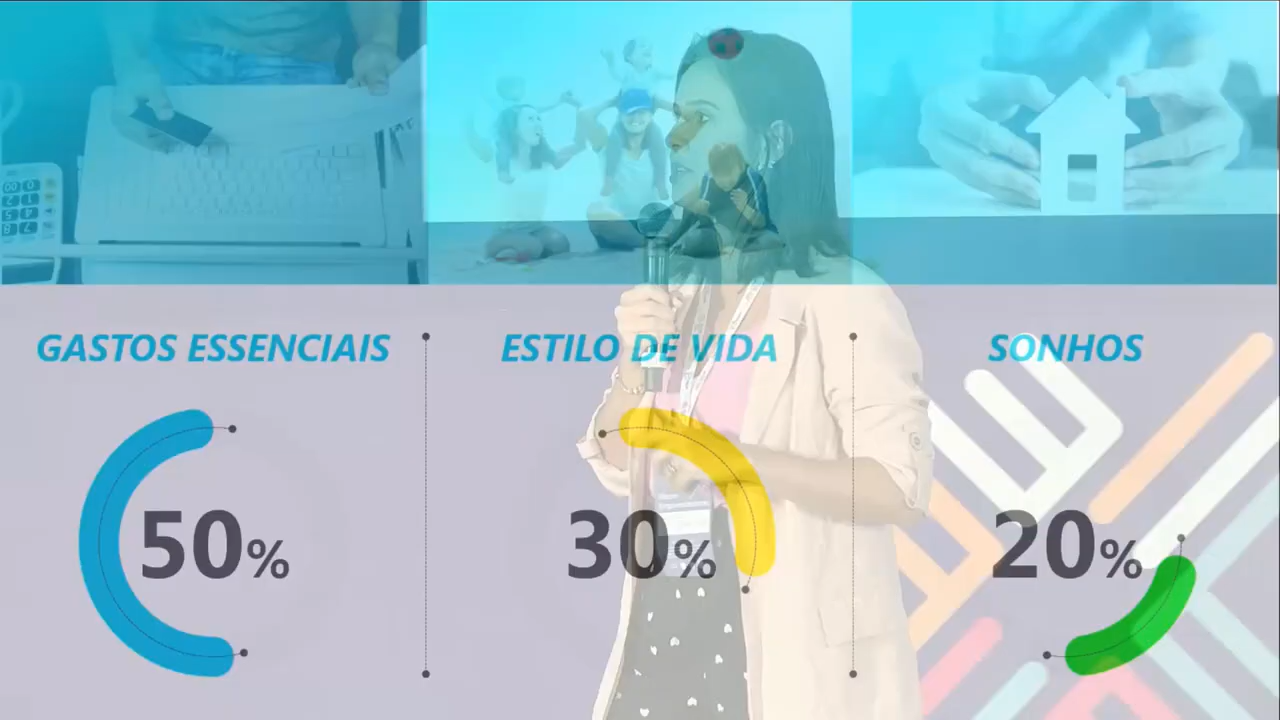 GASTOS ESSENCIAIS
ESTILO DE VIDA
SONHOS
50%
30%
20%